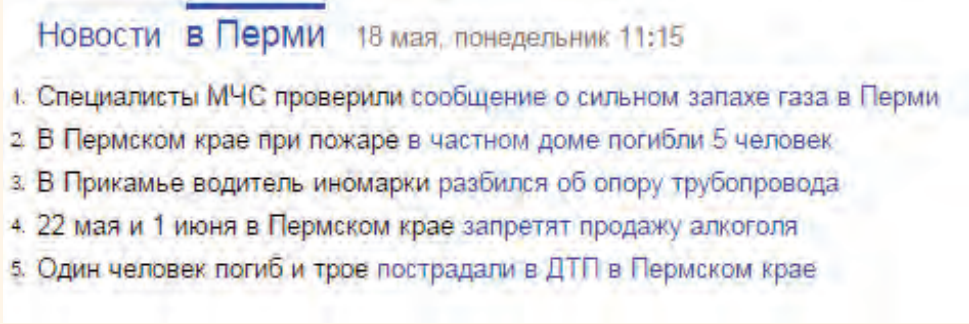 Новости в Перми 18 мая, понедельник 11:15
1. Специалисты МЧС проверили сообщение о сильном запахе газа в Перми
2. В Пермском крае при пожаре в частном доме погибли 5 человек
3. В Прикамье водитель иномарки разбился об опору трубопровода
4. 22 мая и 1 июня в Пермском крае запретят продажу алкоголя
5. Один человек погиб и трое пострадали в ДТП в Пермском крае